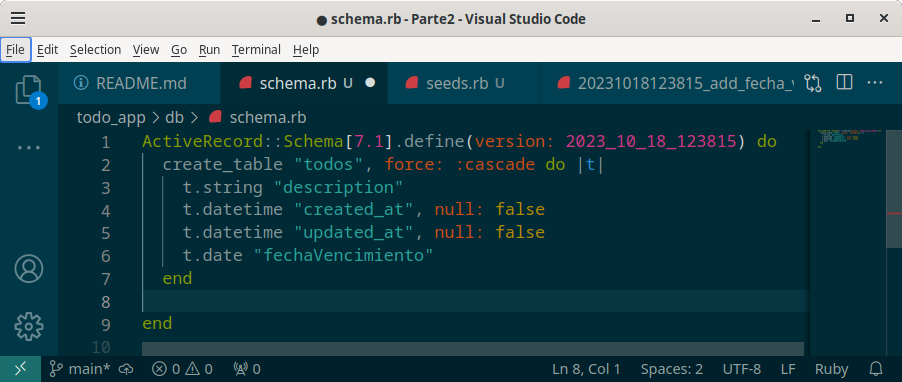 ● schema.rb - Parte2 - Visual Studio Code
File Edit Selection View Go Run Terminal Help
README.md schema.rb U ● seeds.rb U 20231018123815_add_fecha_v
1
todo_app > db > schema.rb
1 ActiveRecord::Schema[7.1].define(version: 2023_10_18_123815) do
2 create_table "todos", force: :cascade do |t|
3 t.string "description"
4 t.datetime "created_at", null: false
5 t.datetime "updated_at", null: false
6 t.date "fechaVencimiento"
7 end
8
9 end
10
main* 0 0 0 Ln 8, Col 1 Spaces: 2 UTF-8 LF Ruby